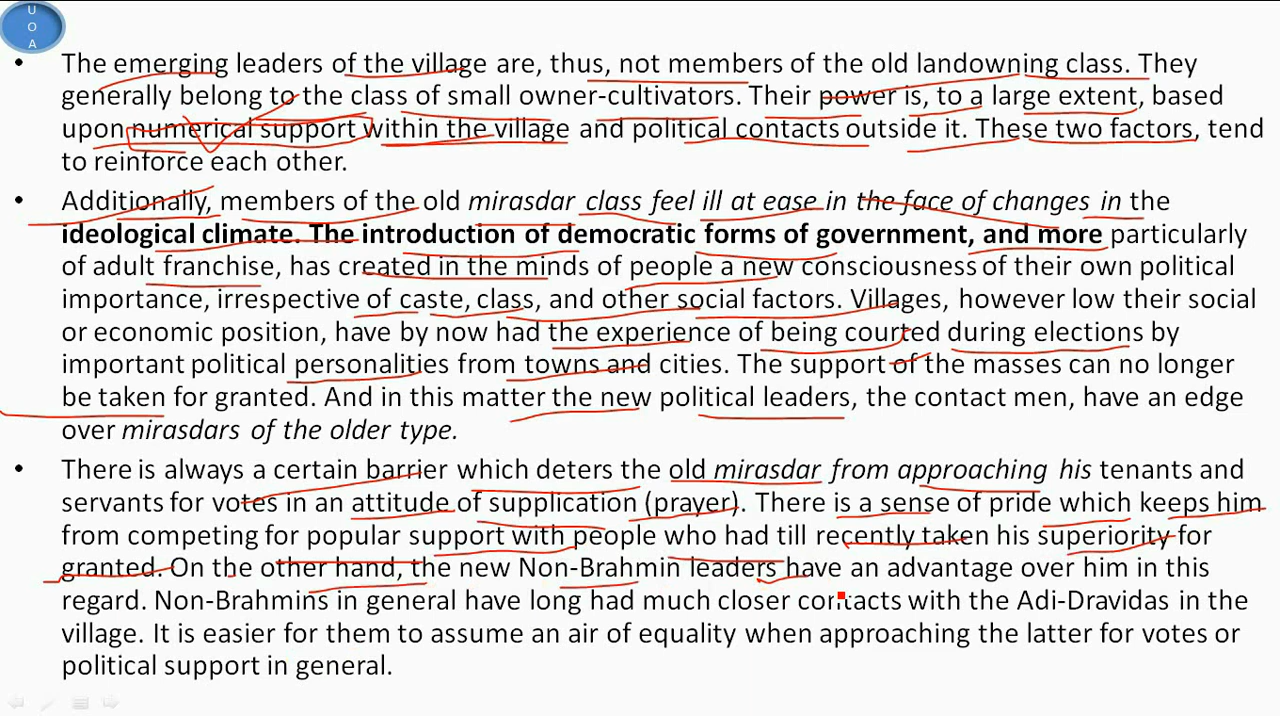 U
O
A
• The emerging leaders of the village are, thus, not members of the old landowning class. They
generally belong to the class of small owner-cultivators. Their power is, to a large extent, based
upon numerical support within the village and political contacts outside it. These two factors, tend
to reinforce each other.
• Additionally, members of the old mirasdar class feel ill at ease in the face of changes in the
ideological climate. The introduction of democratic forms of government, and more particularly
of adult franchise, has created in the minds of people a new consciousness of their own political
importance, irrespective of caste, class, and other social factors. Villages, however low their social
or economic position, have by now had the experience of being courted during elections by
important political personalities from towns and cities. The support of the masses can no longer
be taken for granted. And in this matter the new political leaders, the contact men, have an edge
over mirasdars of the older type.
• There is always a certain barrier which deters the old mirasdar from approaching his tenants and
servants for votes in an attitude of supplication (prayer). There is a sense of pride which keeps him
from competing for popular support with people who had till recently taken his superiority for
granted. On the other hand, the new Non-Brahmin leaders have an advantage over him in this
regard. Non-Brahmins in general have long had much closer contacts with the Adi-Dravidas in the
village. It is easier for them to assume an air of equality when approaching the latter for votes or
political support in general.